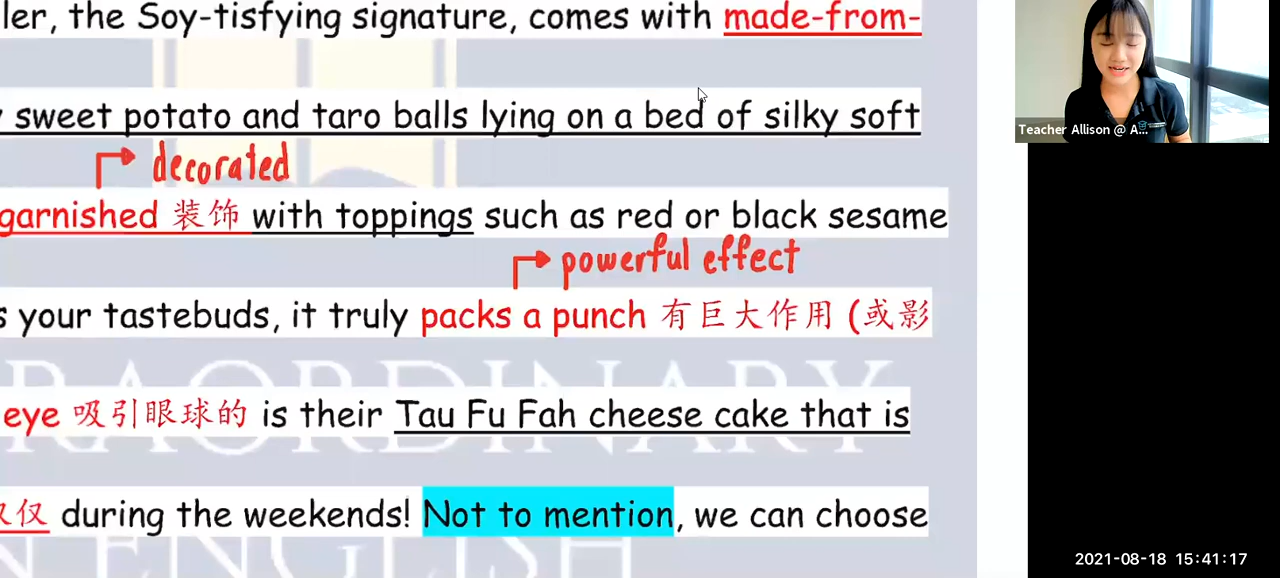 ler, the Soy-tisfying signature, comes with made-from-
sweet potato and taro balls lying on a bed of silky soft
decorated
garnished 装饰 with toppings such as red or black sesame
powerful effect
s your tastebuds, it truly packs a punch 有巨大作用 (或影
eye 吸引眼球的 is their Tau Fu Fah cheese cake that is
仅 during the weekends! Not to mention, we can choose
RAORDINARY
N ENGLISH
Teacher Allison @ A...
2021-08-18 15:41:17